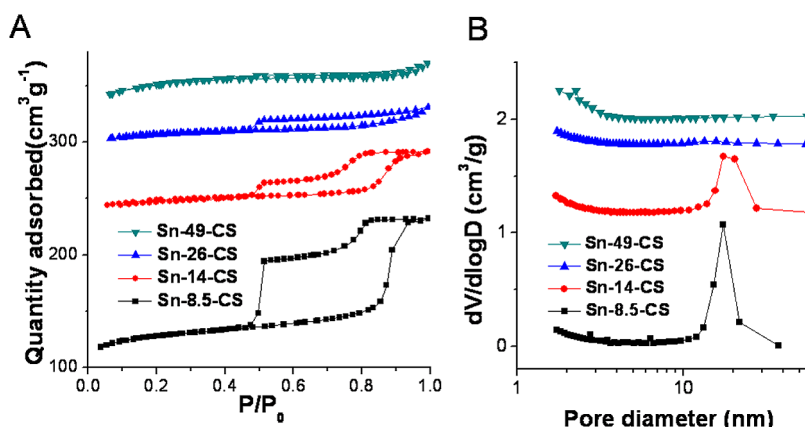 A
Quantity adsorbed(cm³g⁻¹)
300
200
100
Sn-49-CS
Sn-26-CS
Sn-14-CS
Sn-8.5-CS
0.0 0.2 0.4 0.6 0.8 1.0
P/P₀
B
dV/dlogD (cm³/g)
2
1
0
Sn-49-CS
Sn-26-CS
Sn-14-CS
Sn-8.5-CS
1 10
Pore diameter (nm)